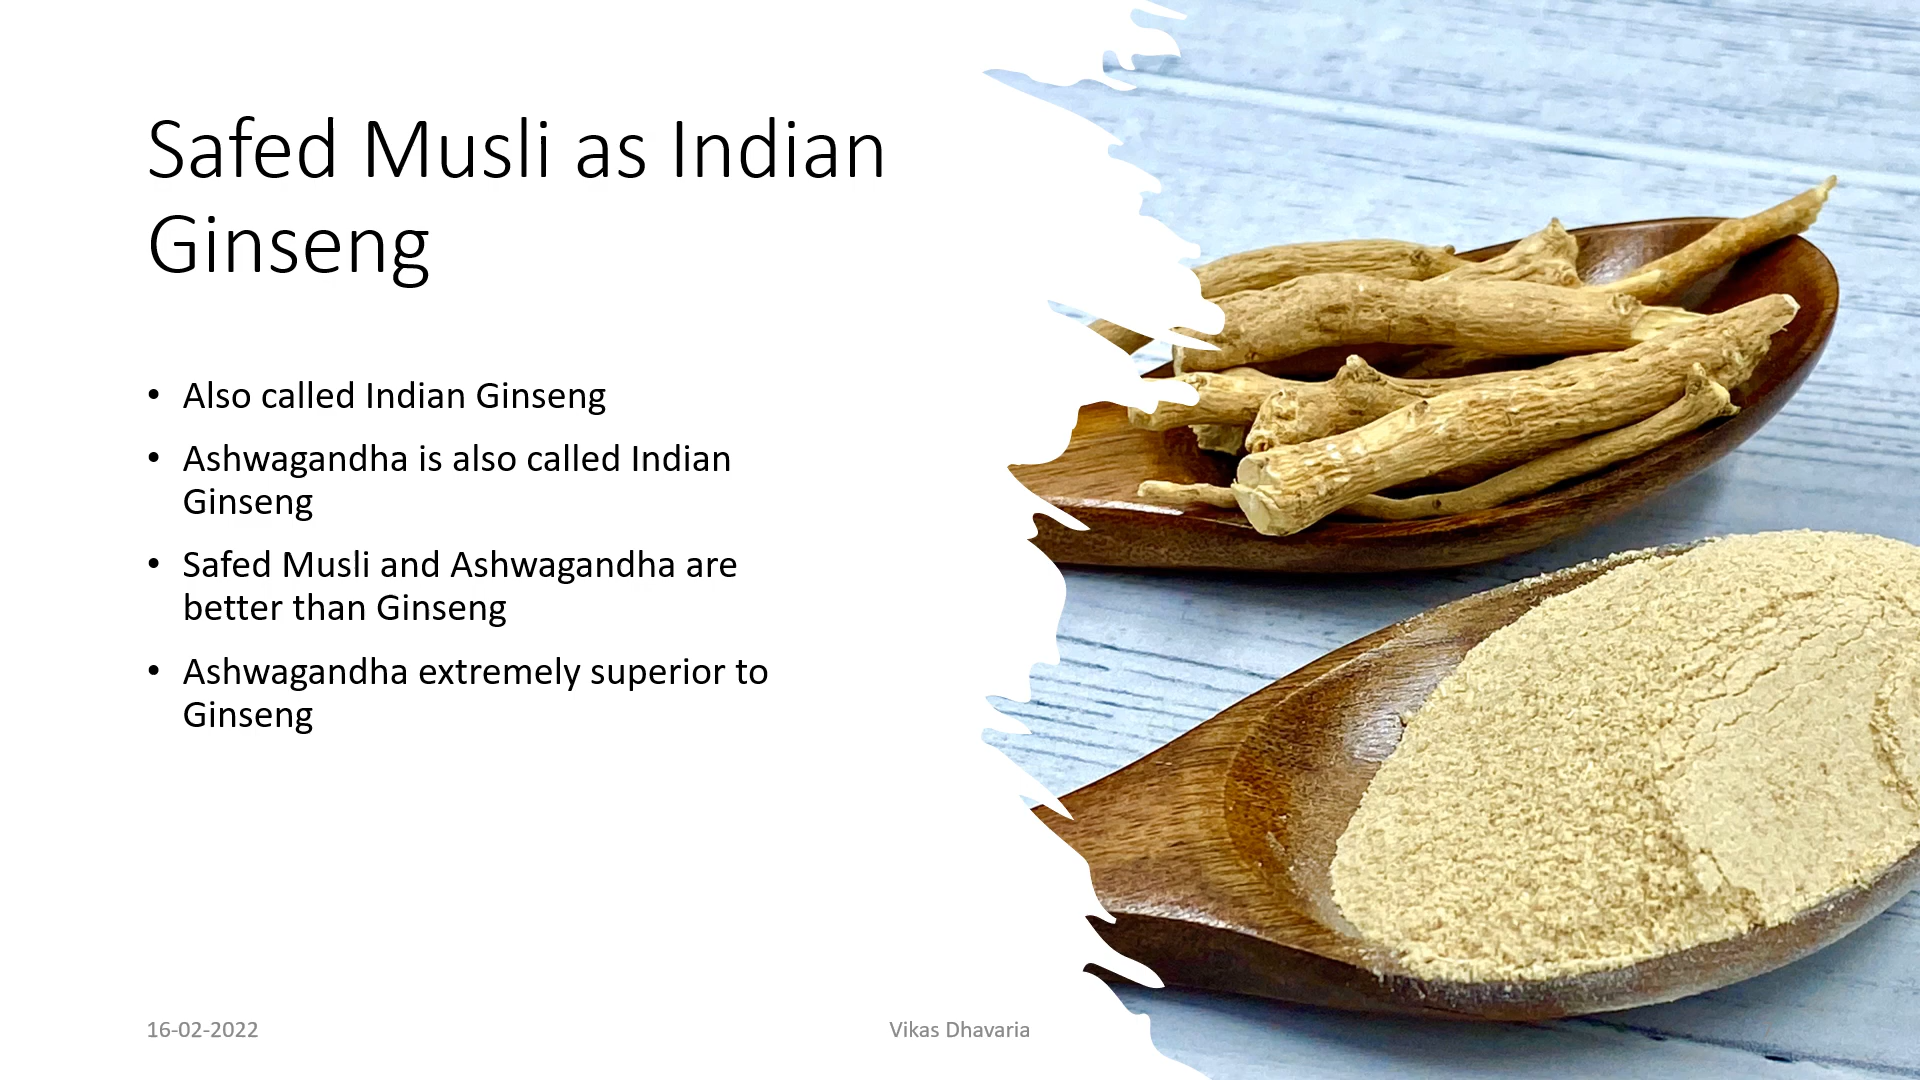 Safed Musli as Indian
Ginseng
• Also called Indian Ginseng
• Ashwagandha is also called Indian
Ginseng
• Safed Musli and Ashwagandha are
better than Ginseng
• Ashwagandha extremely superior to
Ginseng
16-02-2022
Vikas Dhavaria